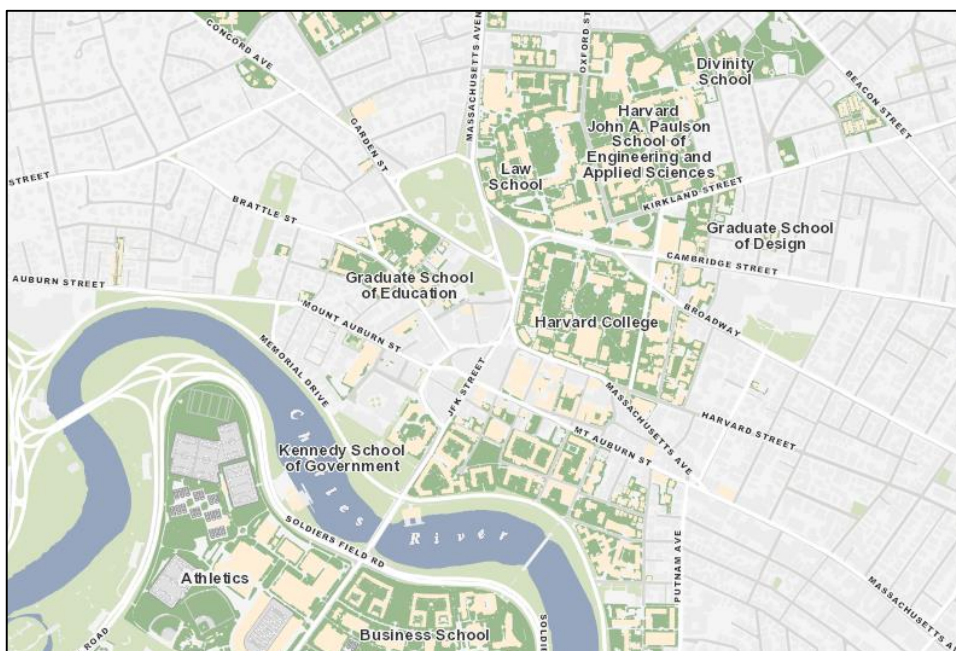 CONCORD AVE
MASSACHUSETTS AVEN
OXFORD ST
Divinity
School
BEACON STREET
GARDEN ST
Harvard
John A. Paulson
School of
Engineering and
Applied Sciences
Law
School
STREET
KIRKLAND STREET
BRATTLE ST
Graduate School
of Design
CAMBRIDGE STREET
AUBURN STREET
Graduate School
of Education
MOUNT AUBURN ST
Harvard College
BROADWAY
MEMORIAL DRIVE
JFK STREET
MASSACHUSETTS AVE
HARVARD STREET
Charles
River
Kennedy School
of Government
MT AUBURN ST
SOLDIERS FIELD RD
PUTNAM AVE
Athletics
MASSACHUSETTS A
ROAD
Business School
SOLDI